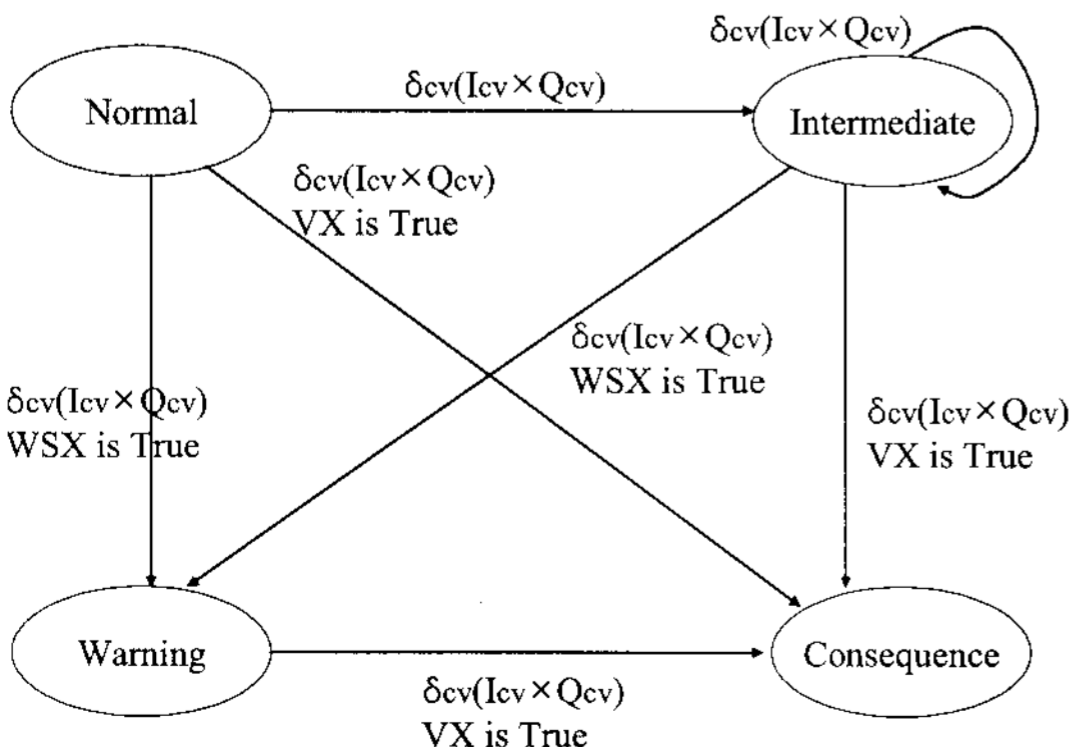 δcv(Icv×Qcv)
Normal
δcv(Icv×Qcv)
Intermediate
δcv(Icv×Qcv)
VX is True
δcv(Icv×Qcv)
WSX is True
δcv(Icv×Qcv)
WSX is True
δcv(Icv×Qcv)
VX is True
Warning
Consequence
δcv(Icv×Qcv)
VX is True